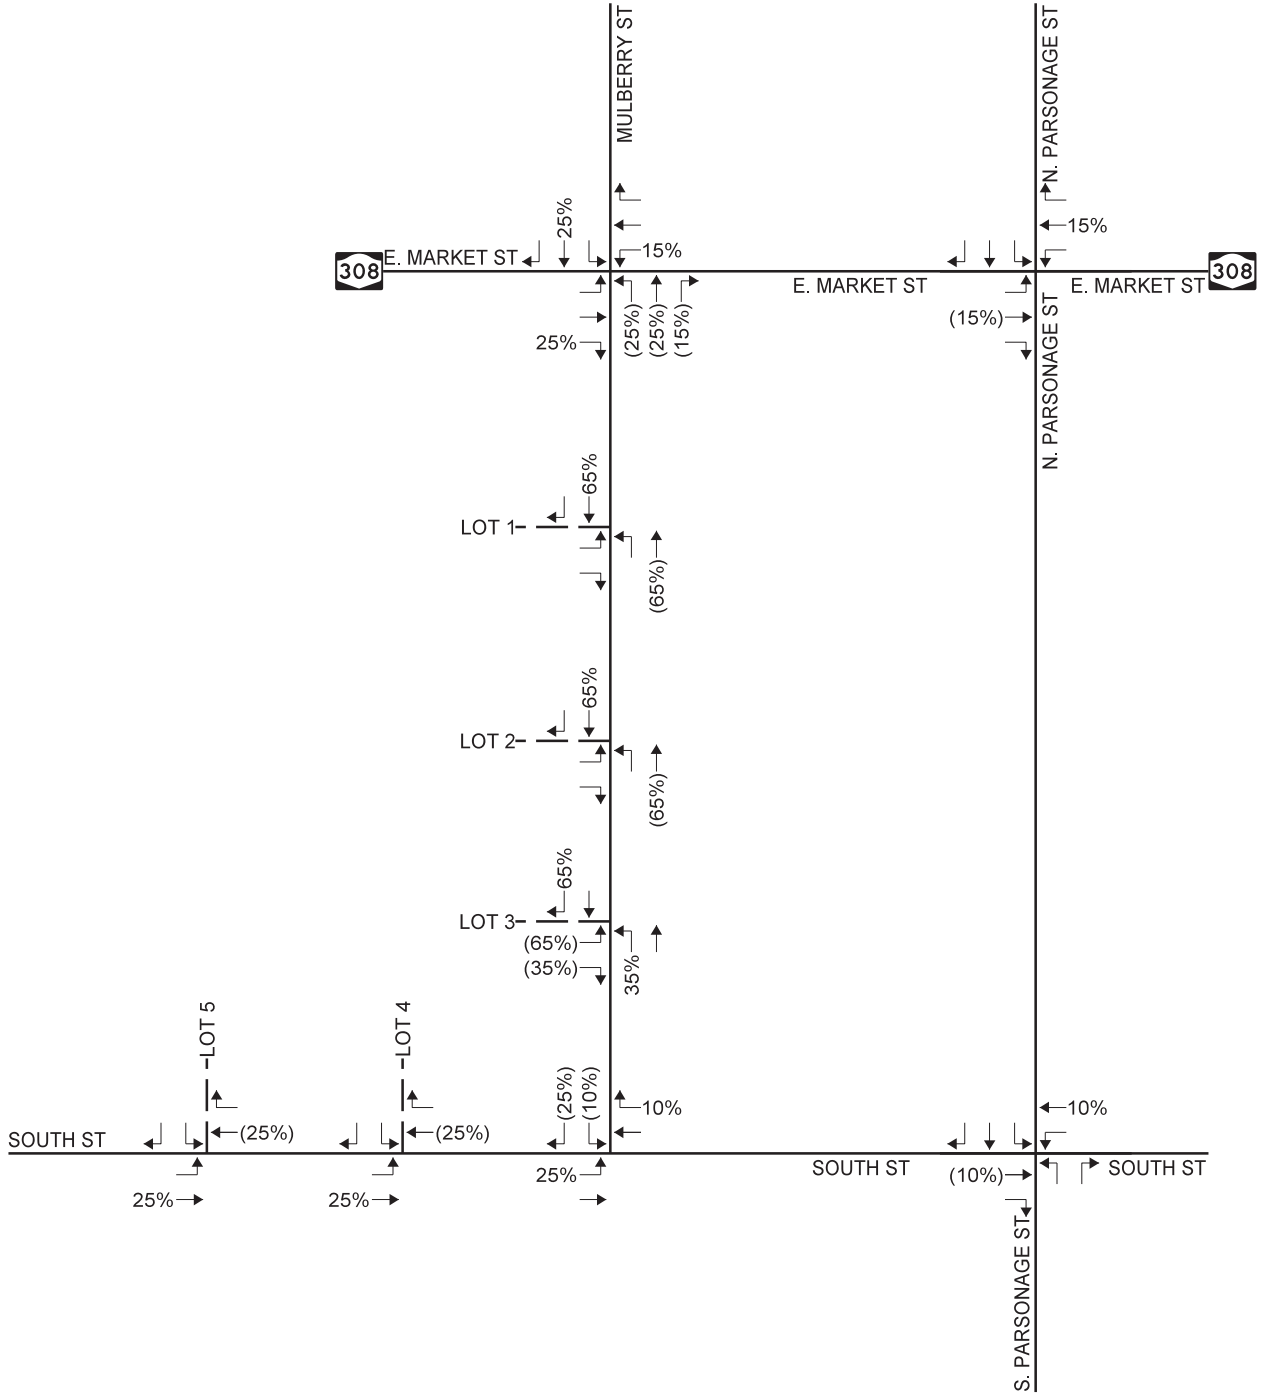 MULBERRY ST
N. PARSONAGE ST
25%
15%
15%
E. MARKET ST
308
308
E. MARKET ST
E. MARKET ST
25%
(25%)
(25%)
(15%)
(15%)
N. PARSONAGE ST
65%
LOT 1
(65%)
65%
LOT 2
(65%)
65%
LOT 3
(65%)
(35%)
35%
LOT 5
LOT 4
(25%)
(10%)
10%
10%
SOUTH ST
(25%)
(25%)
25%
SOUTH ST
(10%)
SOUTH ST
25%
25%
S. PARSONAGE ST